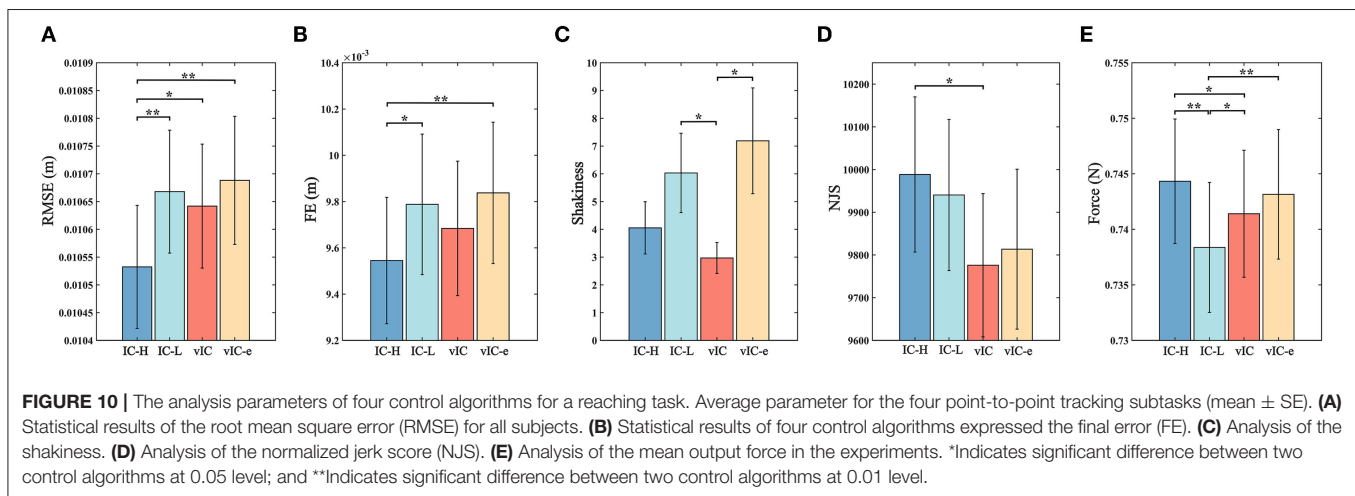 A
B
C
D
E
RMSE (m)
0.0109
0.01085
0.0108
0.01075
0.0107
0.01065
0.0106
0.01055
0.0105
0.01045
0.0104
**
*
**
IC-H IC-L vIC vIC-e
FE (m)
×10⁻³
10.4
10.2
10
9.8
9.6
9.4
9.2
**
*
IC-H IC-L vIC vIC-e
Shakiness
10
9
8
7
6
5
4
3
2
1
0
*
*
IC-H IC-L vIC vIC-e
NJS
10200
10100
10000
9900
9800
9700
9600
*
IC-H IC-L vIC vIC-e
Force (N)
0.755
0.75
0.745
0.74
0.735
0.73
**
*
** *
IC-H IC-L vIC vIC-e
FIGURE 10 | The analysis parameters of four control algorithms for a reaching task. Average parameter for the four point-to-point tracking subtasks (mean ± SE). (A)
Statistical results of the root mean square error (RMSE) for all subjects. (B) Statistical results of four control algorithms expressed the final error (FE). (C) Analysis of the
shakiness. (D) Analysis of the normalized jerk score (NJS). (E) Analysis of the mean output force in the experiments. *Indicates significant difference between two
control algorithms at 0.05 level; and **Indicates significant difference between two control algorithms at 0.01 level.